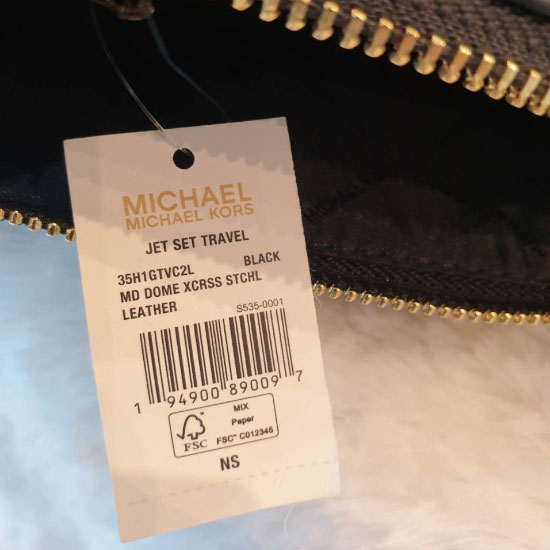 MICHAEL
MICHAEL KORS
JET SET TRAVEL
35H1GTVC2L BLACK
MD DOME XCRSS STCHL
LEATHER
S535-0001
1 94900 89009 7
FSC
MIX
Paper
FSC™ C012345
NS